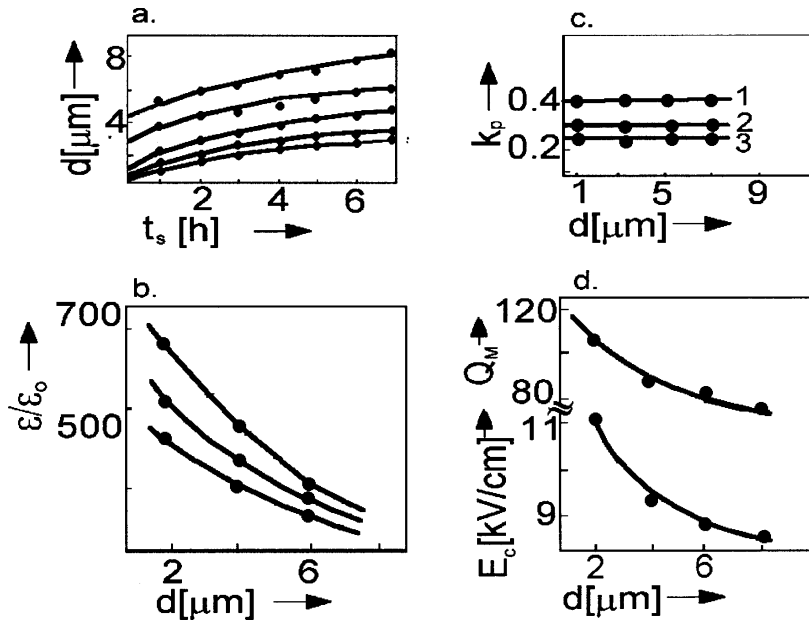 a.
8
4
d[μm]
2 4 6
t_s [h]
b.
700
500
ε/ε_o
2 6
d[μm]
c.
0.4
0.2
k_p
1
2
3
1 5 9
d[μm]
d.
120
80
Q_M
11
9
E_c[kV/cm]
2 6
d[μm]